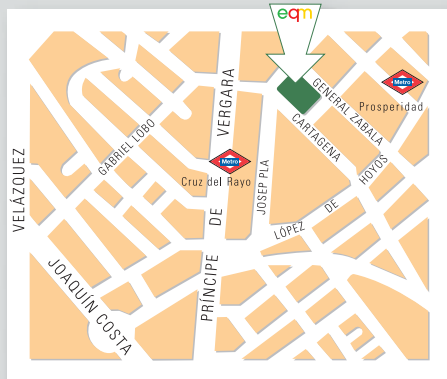 eqm
GENERAL ZABALA
Metro
Prosperidad
VERGARA
GABRIEL LOBO
CARTAGENA
Metro
Cruz del Rayo
JOSEP PLA
HOYOS
DE
LÓPEZ
VELÁZQUEZ
DE
PRÍNCIPE
JOAQUÍN COSTA